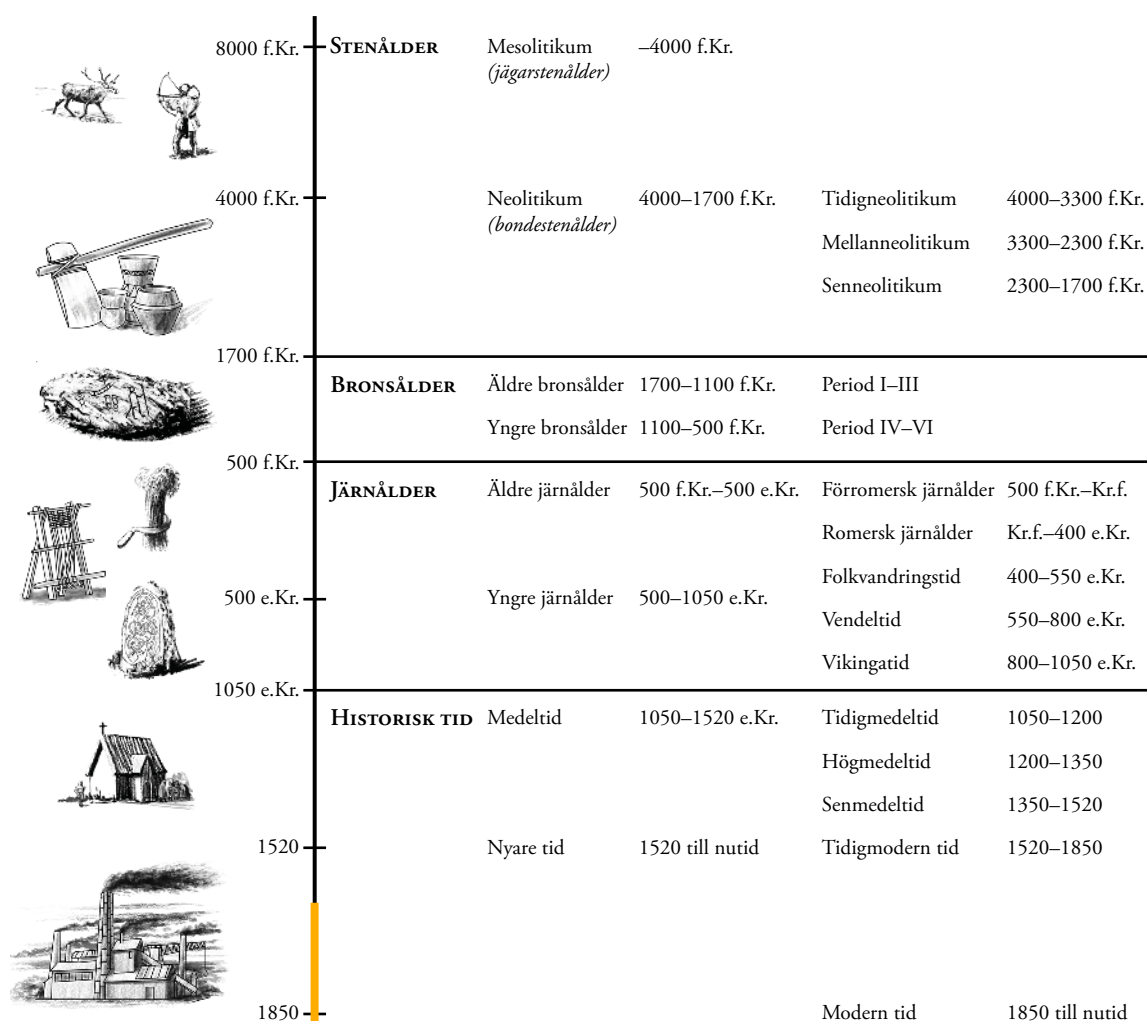 8000 f.Kr. STENÅLDER Mesolitikum –4000 f.Kr.
(jägarstenålder)
4000 f.Kr. Neolitikum 4000–1700 f.Kr. Tidigneolitikum 4000–3300 f.Kr.
(bondestenålder)
Mellanneolitikum 3300–2300 f.Kr.
Senneolitikum 2300–1700 f.Kr.
1700 f.Kr.
BRONSÅLDER Äldre bronsålder 1700–1100 f.Kr. Period I–III
Yngre bronsålder 1100–500 f.Kr. Period IV–VI
500 f.Kr.
JÄRNÅLDER Äldre järnålder 500 f.Kr.–500 e.Kr. Förromersk järnålder 500 f.Kr.–Kr.f.
Romersk järnålder Kr.f.–400 e.Kr.
Folkvandringstid 400–550 e.Kr.
500 e.Kr. Yngre järnålder 500–1050 e.Kr.
Vendeltid 550–800 e.Kr.
Vikingatid 800–1050 e.Kr.
1050 e.Kr.
HISTORISK TID Medeltid 1050–1520 e.Kr. Tidigmedeltid 1050–1200
Högmedeltid 1200–1350
Senmedeltid 1350–1520
1520 Nyare tid 1520 till nutid Tidigmodern tid 1520–1850
1850 Modern tid 1850 till nutid